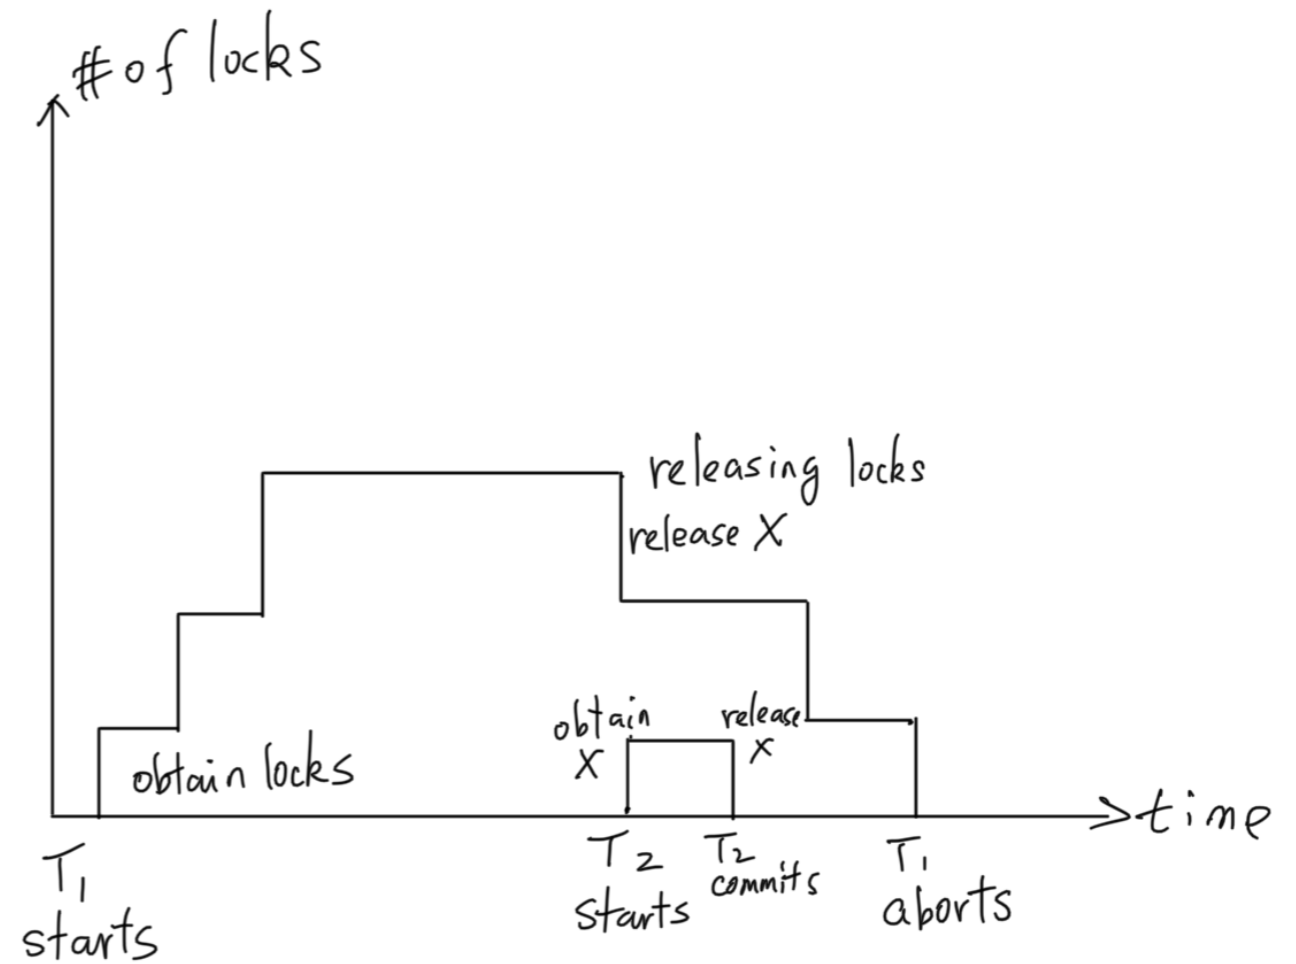 # of locks
releasing locks
release X
obtain
X
release
X
obtain locks
time
T1
starts
T2
starts
T2
commits
T1
aborts